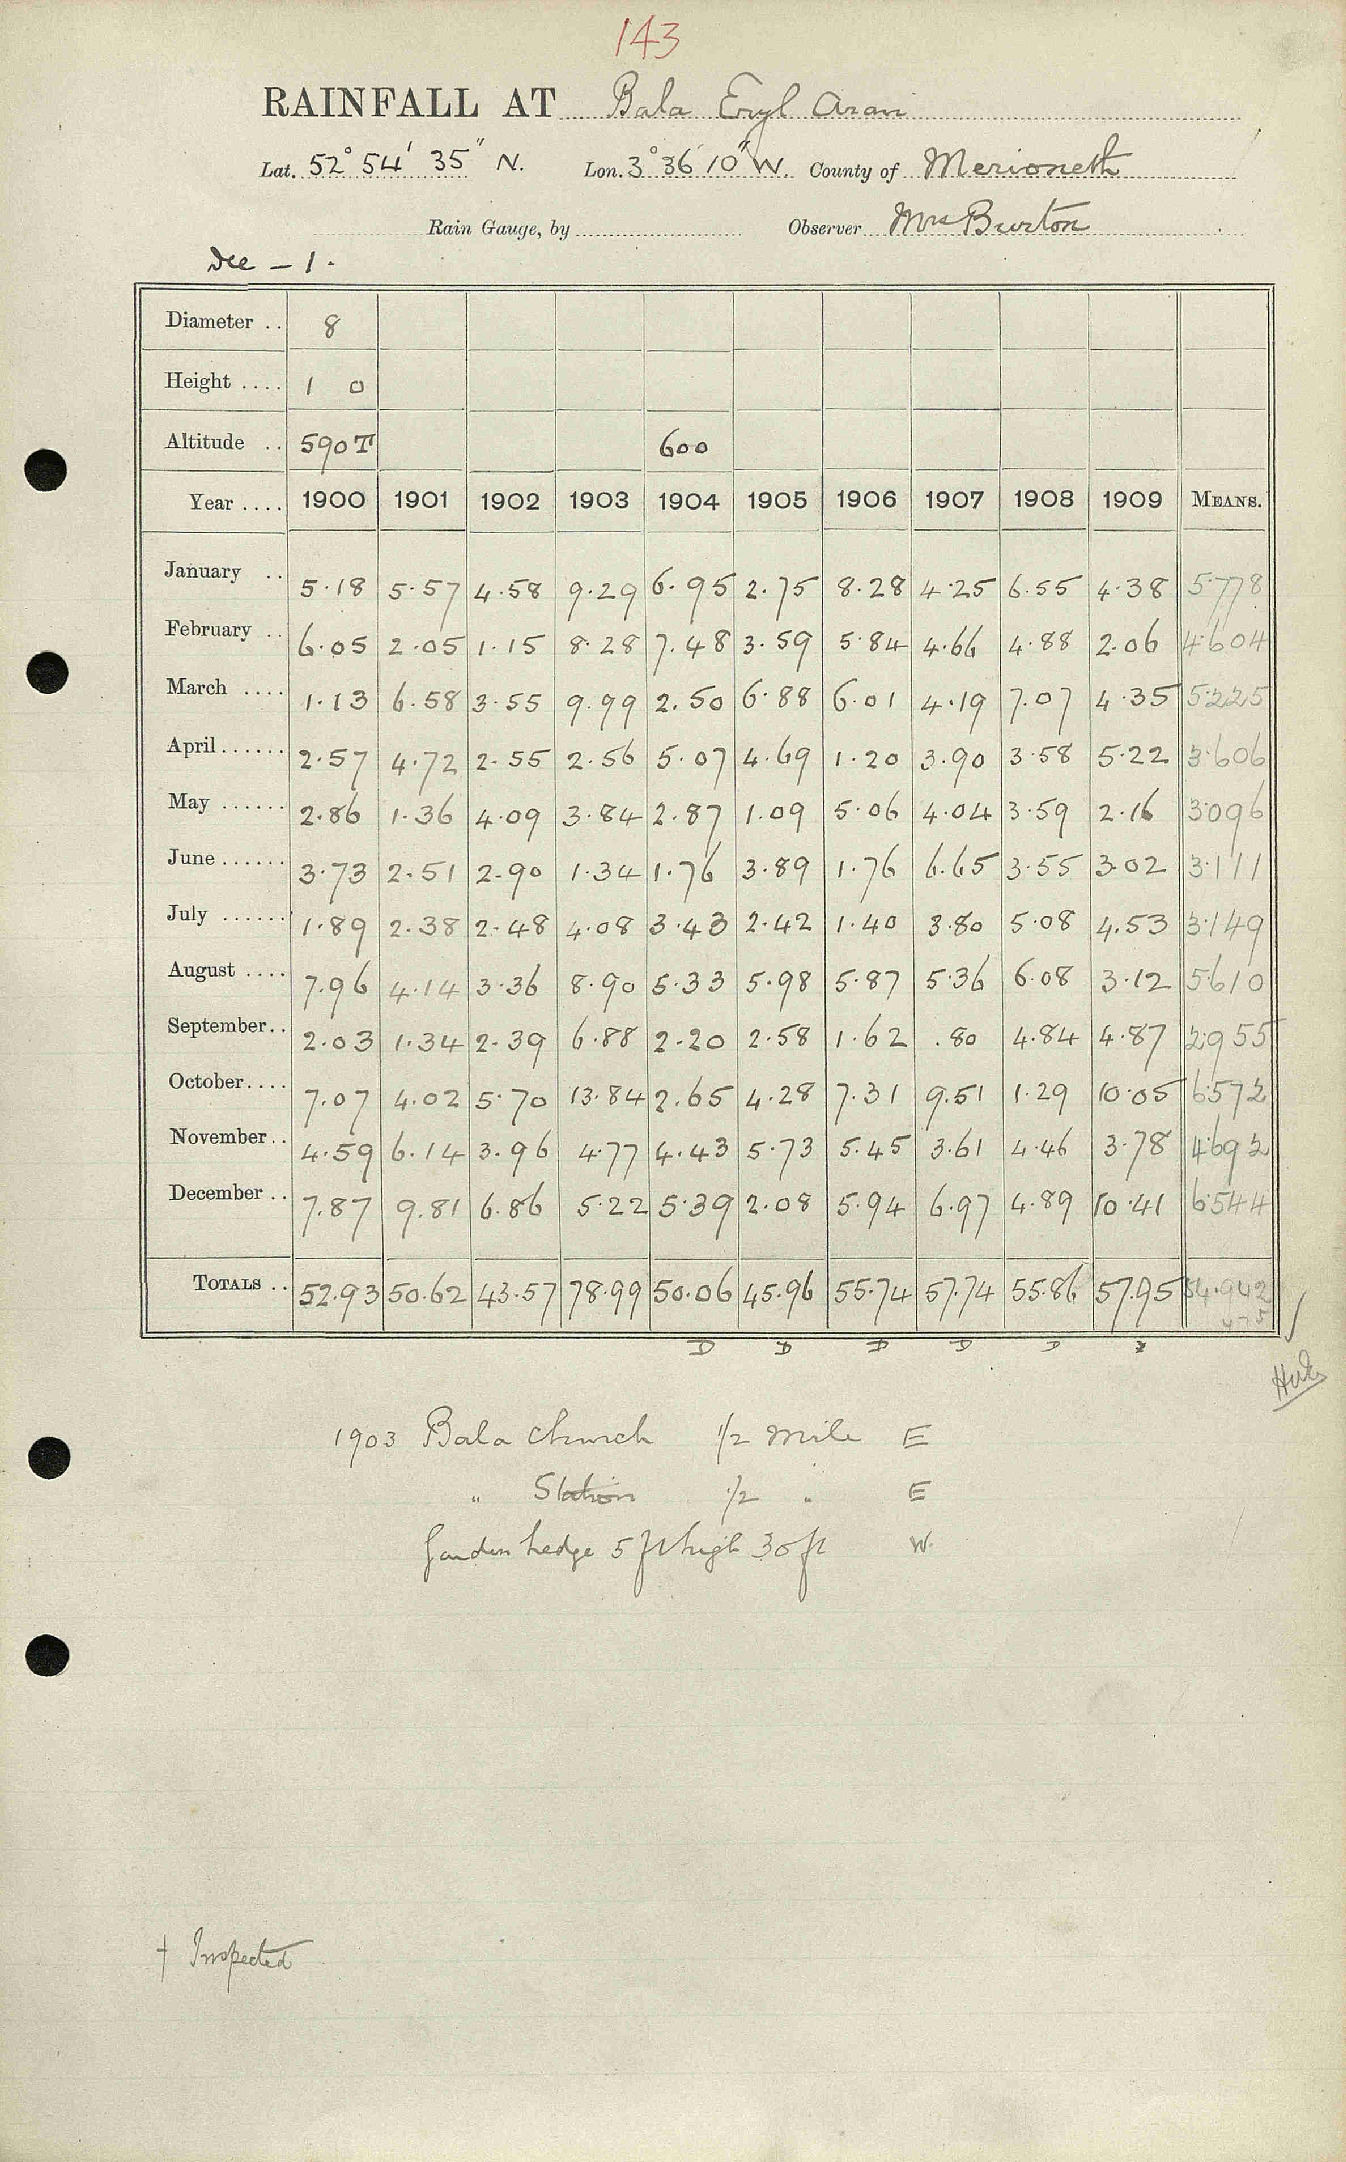 143
RAINFALL AT Bala Eryl Aran
Lat. 52° 54' 35" N. Lon. 3° 36' 10" W. County of Merioneth
Rain Gauge, by Observer Mrs Burton
Dee - 1.
Diameter .. 8
Height .... 1 0
Altitude .. 590 T 600
Year .... 1900 1901 1902 1903 1904 1905 1906 1907 1908 1909 MEANS.
January .. 5.18 5.57 4.58 9.29 6.95 2.75 8.28 4.25 6.55 4.38 5.778
February .. 6.05 2.05 1.15 8.28 7.48 3.59 5.84 4.66 4.88 2.06 4.604
March .... 1.13 6.58 3.55 9.99 2.50 6.88 6.01 4.19 7.07 4.35 5.225
April...... 2.57 4.72 2.55 2.56 5.07 4.69 1.20 3.90 3.58 5.22 3.606
May ...... 2.86 1.36 4.09 3.84 2.87 1.09 5.06 4.04 3.59 2.16 3.096
June...... 3.73 2.51 2.90 1.34 1.76 3.89 1.76 6.65 3.55 3.02 3.111
July ...... 1.89 2.38 2.48 4.08 3.43 2.42 1.40 3.80 5.08 4.53 3.149
August .... 7.96 4.14 3.36 8.90 5.33 5.98 5.87 5.36 6.08 3.12 5.610
September.. 2.03 1.34 2.39 6.88 2.20 2.58 1.62 .80 4.84 4.87 2.955
October.... 7.07 4.02 5.70 13.84 2.65 4.28 7.31 9.51 1.29 10.05 6.572
November.. 4.59 6.14 3.96 4.77 4.43 5.73 5.45 3.61 4.46 3.78 4.692
December .. 7.87 9.81 6.86 5.22 5.39 2.08 5.94 6.97 4.89 10.41 6.544
TOTALS .. 52.93 50.62 43.57 78.99 50.06 45.96 55.74 57.74 55.86 57.95 54.942
D D D D D
1903 Bala Church 1/2 mile E
" Station 1/2 " E
Garden hedge 5 ft high 30 ft W.
† Inspected